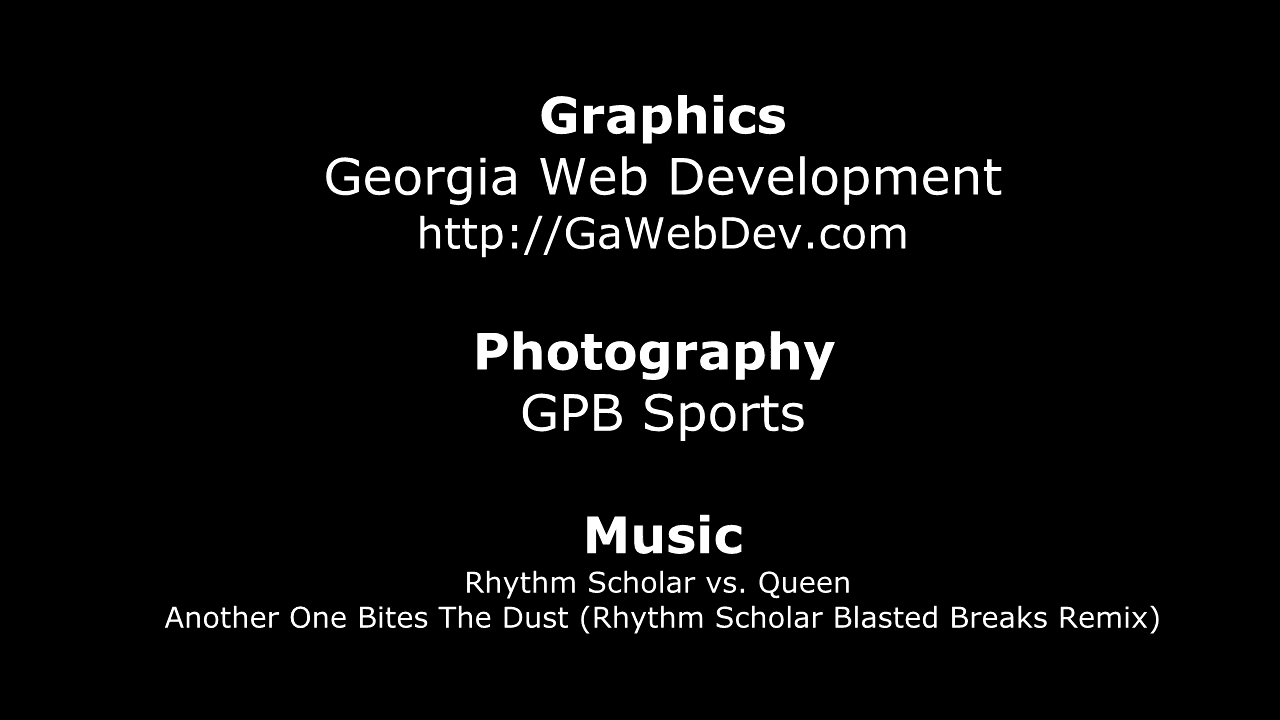 Graphics
Georgia Web Development
http://GaWebDev.com
Photography
GPB Sports
Music
Rhythm Scholar vs. Queen
Another One Bites The Dust (Rhythm Scholar Blasted Breaks Remix)